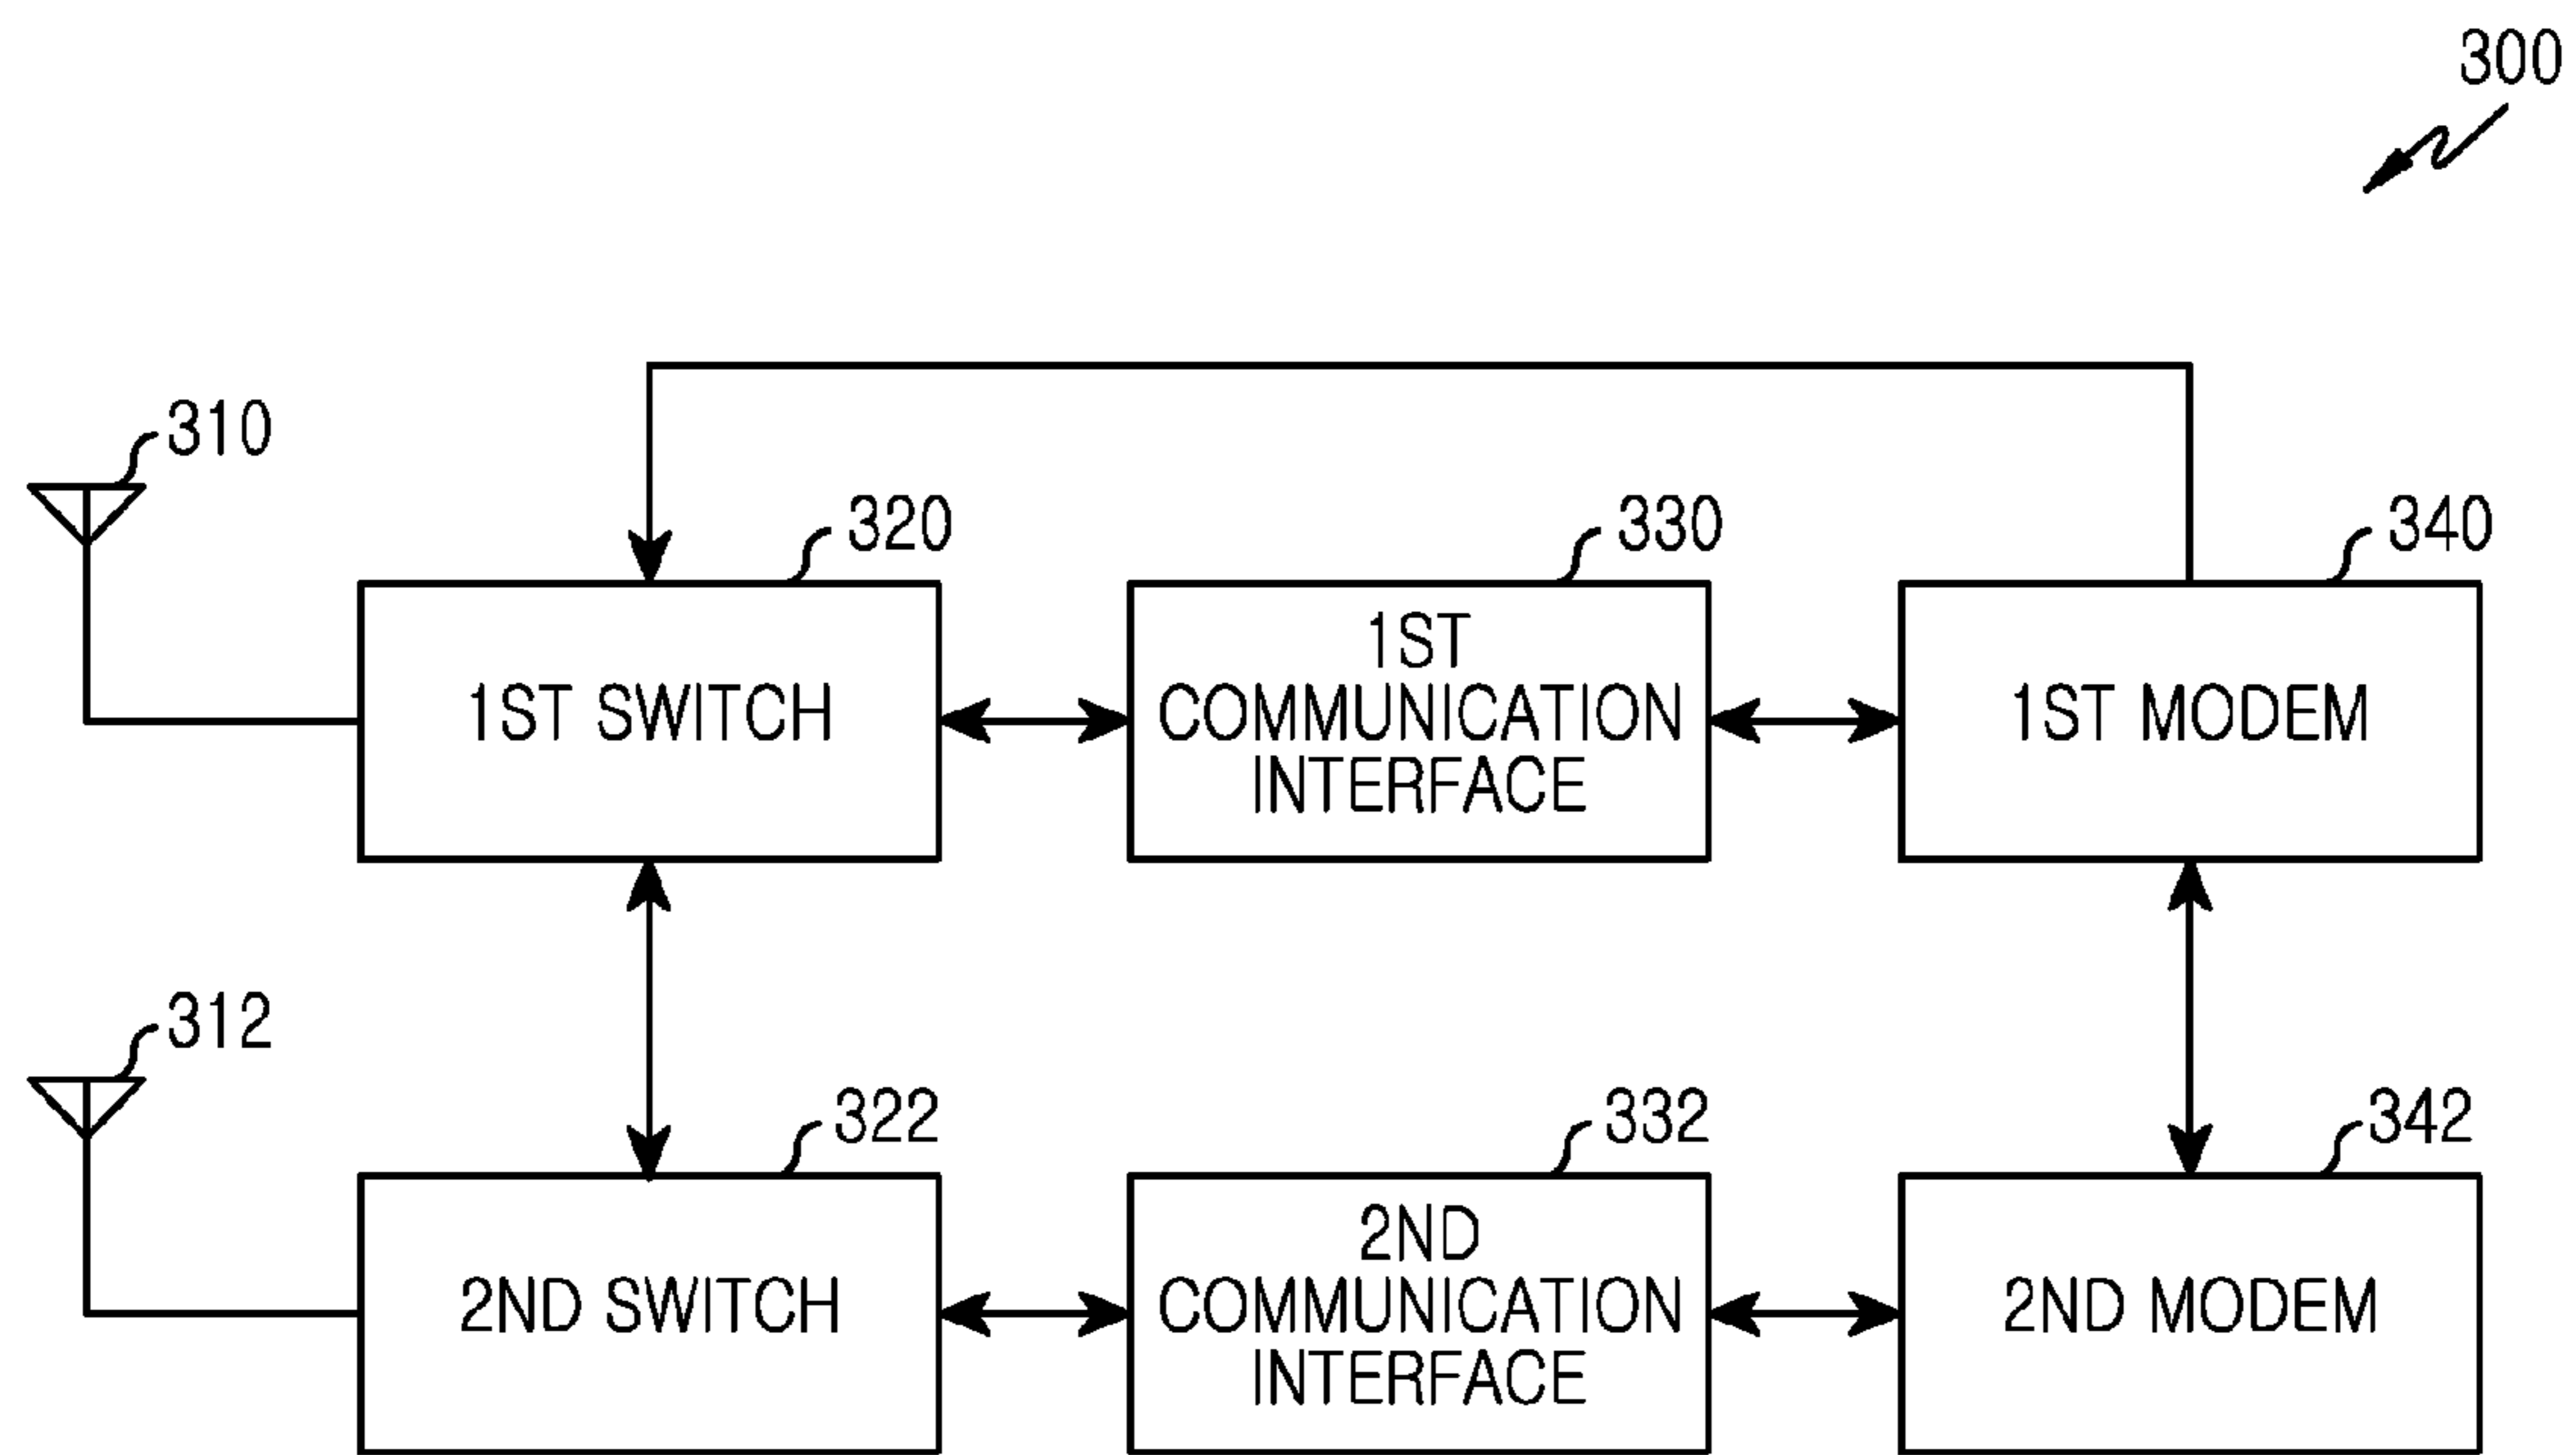 300
310
320
330
340
1ST SWITCH
1ST
COMMUNICATION
INTERFACE
1ST MODEM
312
322
332
342
2ND SWITCH
2ND
COMMUNICATION
INTERFACE
2ND MODEM